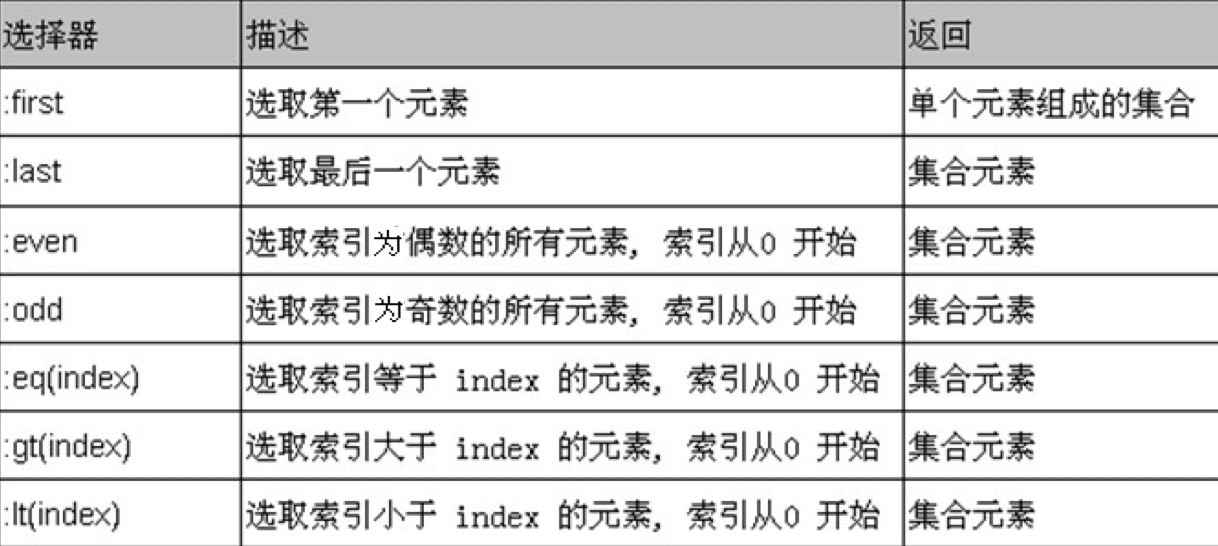 选择器 描述 返回
:first 选取第一个元素 单个元素组成的集合
:last 选取最后一个元素 集合元素
:even 选取索引为偶数的所有元素, 索引从0 开始 集合元素
:odd 选取索引为奇数的所有元素, 索引从0 开始 集合元素
:eq(index) 选取索引等于 index 的元素, 索引从0 开始 集合元素
:gt(index) 选取索引大于 index 的元素, 索引从0 开始 集合元素
:lt(index) 选取索引小于 index 的元素, 索引从0 开始 集合元素